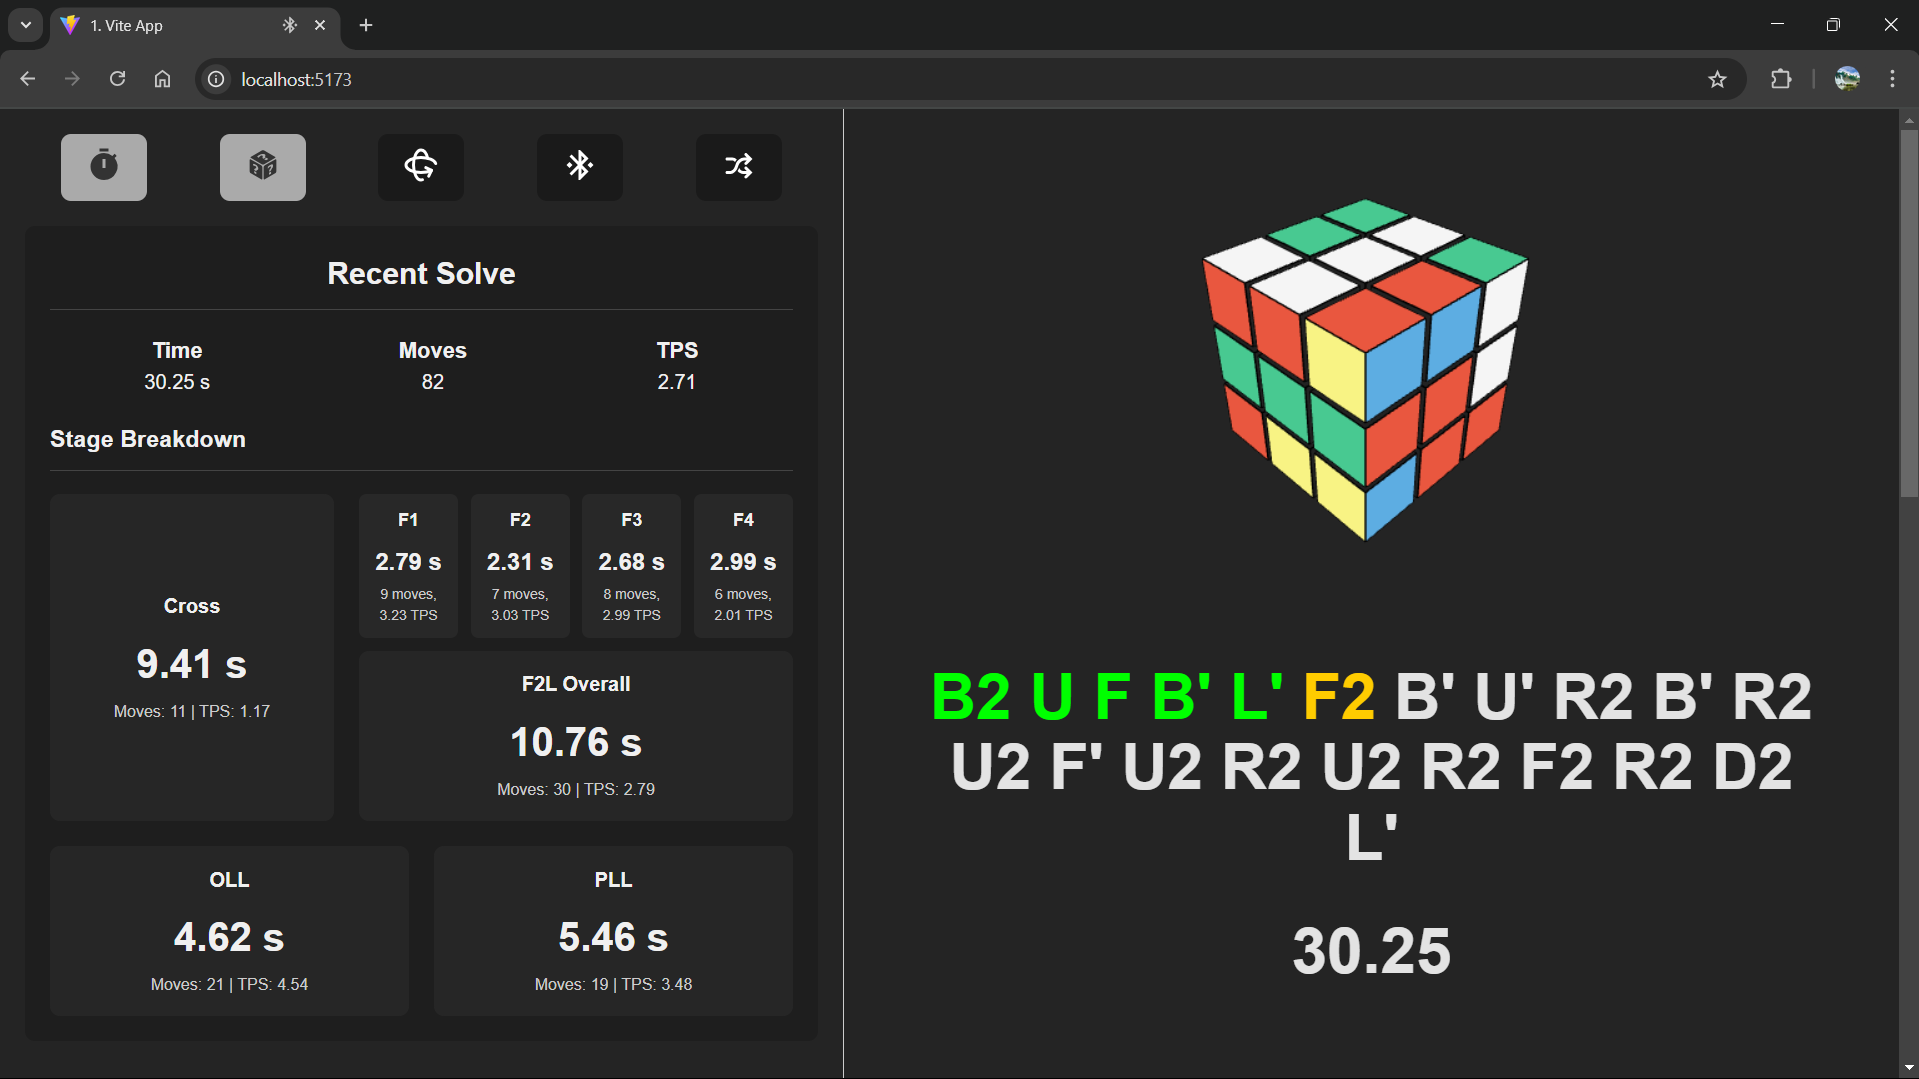 1. Vite App
localhost:5173
Recent Solve
Time
Moves
TPS
30.25 s
82
2.71
Stage Breakdown
Cross
9.41 s
Moves: 11 | TPS: 1.17
F1
2.79 s
9 moves,
3.23 TPS
F2
2.31 s
7 moves,
3.03 TPS
F3
2.68 s
8 moves,
2.99 TPS
F4
2.99 s
6 moves,
2.01 TPS
F2L Overall
10.76 s
Moves: 30 | TPS: 2.79
OLL
4.62 s
Moves: 21 | TPS: 4.54
PLL
5.46 s
Moves: 19 | TPS: 3.48
B2 U F B' L' F2 B' U' R2 B' R2
U2 F' U2 R2 U2 R2 F2 R2 D2
L'
30.25